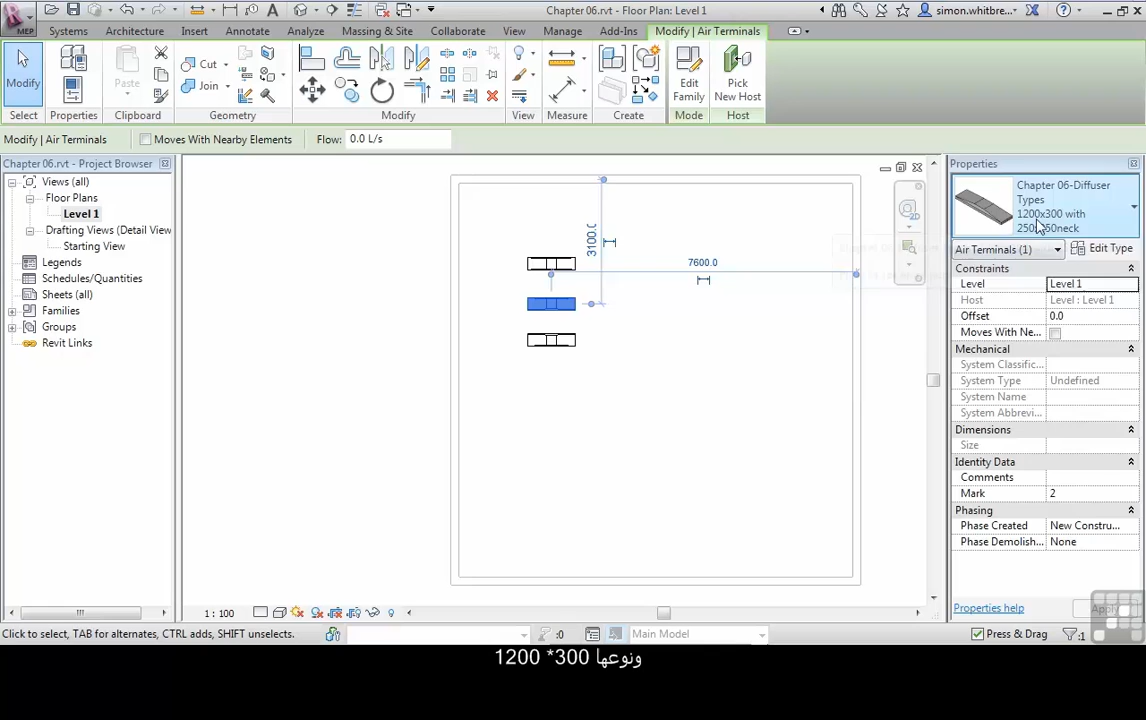 Chapter 06.rvt - Floor Plan: Level 1
simon.whitbre...
MEP
Systems Architecture Insert Annotate Analyze Massing & Site Collaborate View Manage Add-Ins Modify | Air Terminals
Modify Paste Cut Join Edit Family Pick New Host
Select Properties Clipboard Geometry Modify View Measure Create Mode Host
Modify | Air Terminals Moves With Nearby Elements Flow: 0.0 L/s
Chapter 06.rvt - Project Browser
Views (all)
Floor Plans
Level 1
Drafting Views (Detail View
Starting View
Legends
Schedules/Quantities
Sheets (all)
Families
Groups
Revit Links
3100.0
7600.0
2D
Properties
Chapter 06-Diffuser
Types
1200x300 with
neck
Air Terminals (1) Edit Type
Constraints
Level Level 1
Host Level : Level 1
Offset 0.0
Moves With Ne...
Mechanical
System Classific...
System Type Undefined
System Name
System Abbrevi...
Dimensions
Size
Identity Data
Comments
Mark 2
Phasing
Phase Created New Constru...
Phase Demolish... None
Properties help Apply
1 : 100
Click to select, TAB for alternates, CTRL adds, SHIFT unselects. :0 Main Model Press & Drag :1
ونوعها 300* 1200